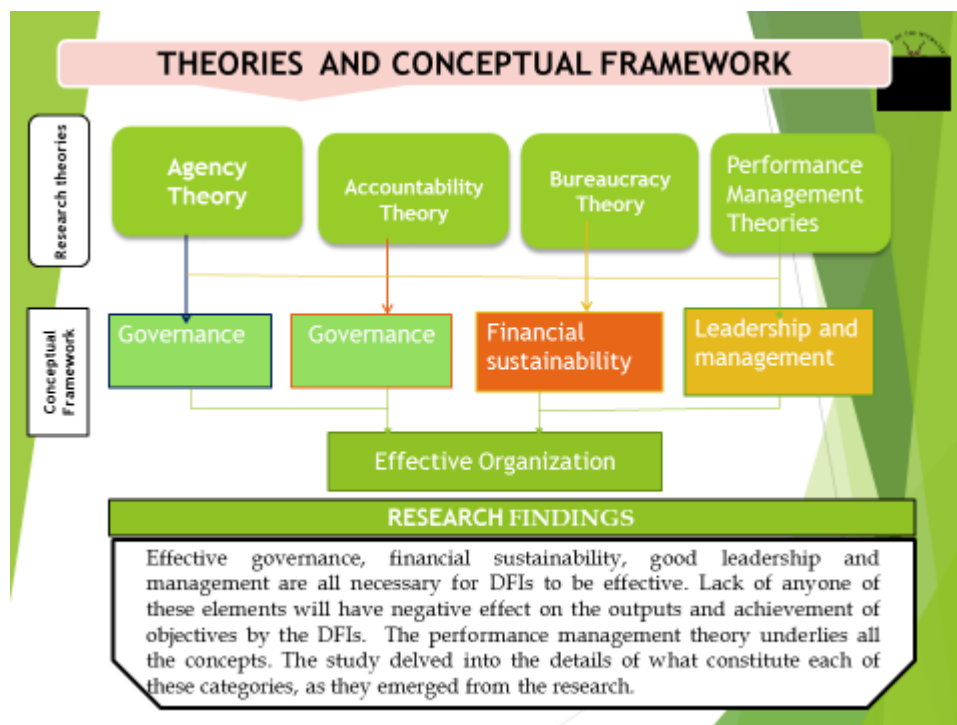 THEORIES AND CONCEPTUAL FRAMEWORK
Research theories
Agency
Theory
Accountability
Theory
Bureaucracy
Theory
Performance
Management
Theories
Conceptual
Framework
Governance
Governance
Financial
sustainability
Leadership and
management
Effective Organization
RESEARCH FINDINGS
Effective governance, financial sustainability, good leadership and
management are all necessary for DFIs to be effective. Lack of anyone of
these elements will have negative effect on the outputs and achievement of
objectives by the DFIs. The performance management theory underlies all
the concepts. The study delved into the details of what constitute each of
these categories, as they emerged from the research.